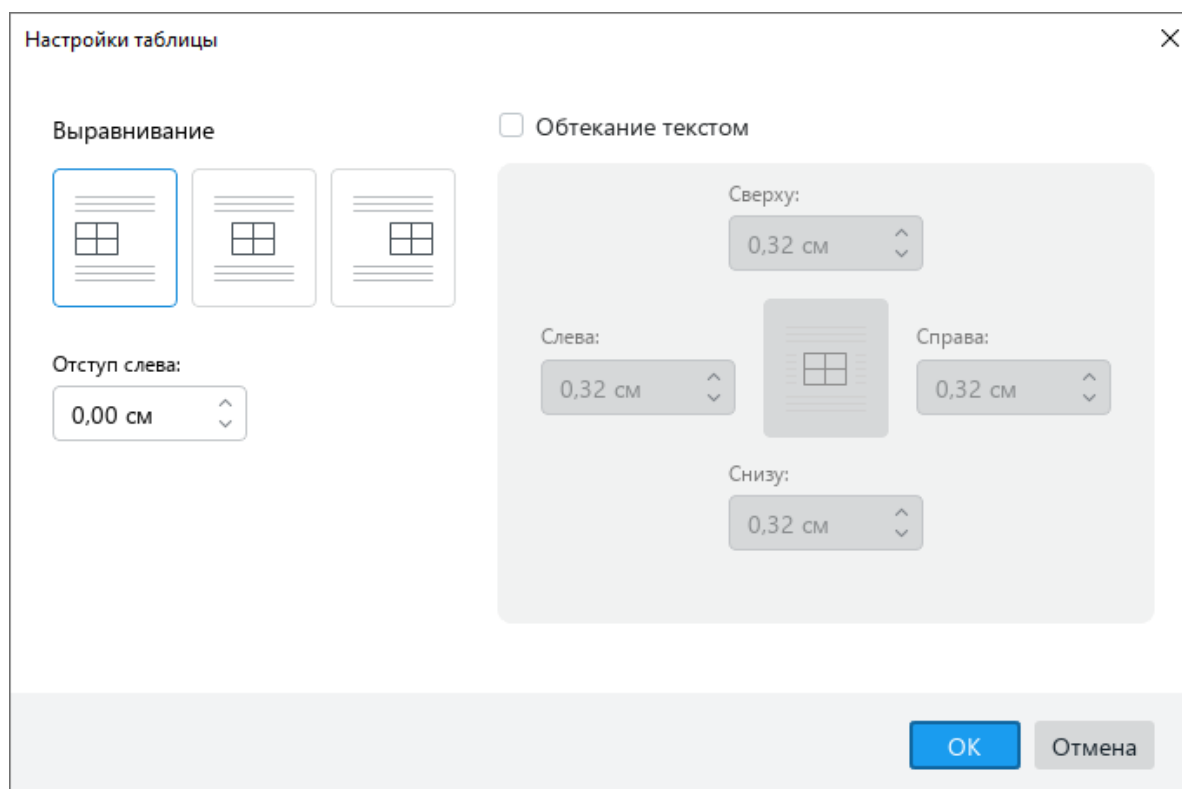 Настройки таблицы
Выравнивание
Обтекание текстом
Сверху:
0,32 см
Слева:
0,32 см
Справа:
0,32 см
Снизу:
0,32 см
Отступ слева:
0,00 см
ОК
Отмена